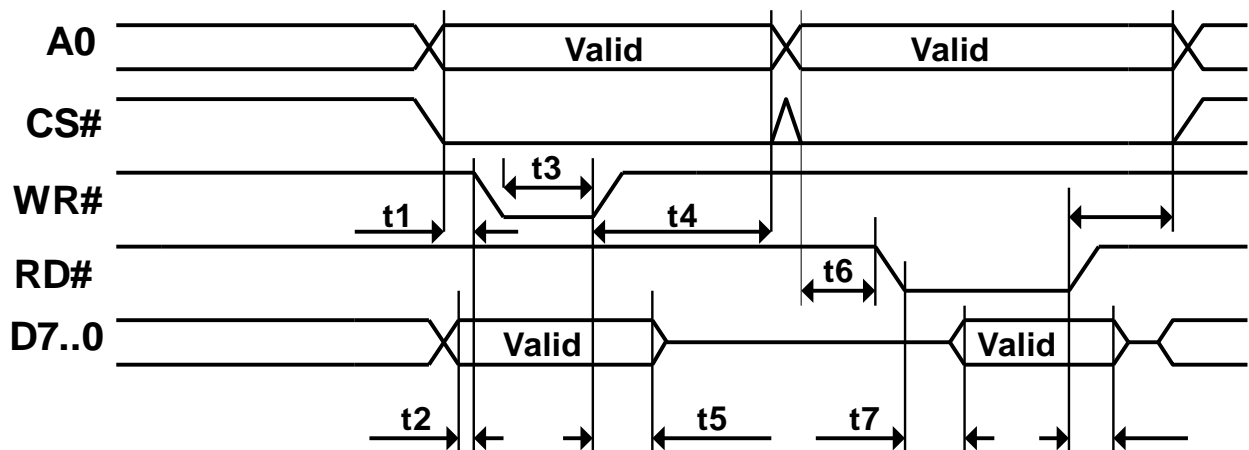 A0 Valid Valid
CS#
t3
WR#
t1 t4
t6
RD#
D7..0 Valid Valid
t2 t5 t7